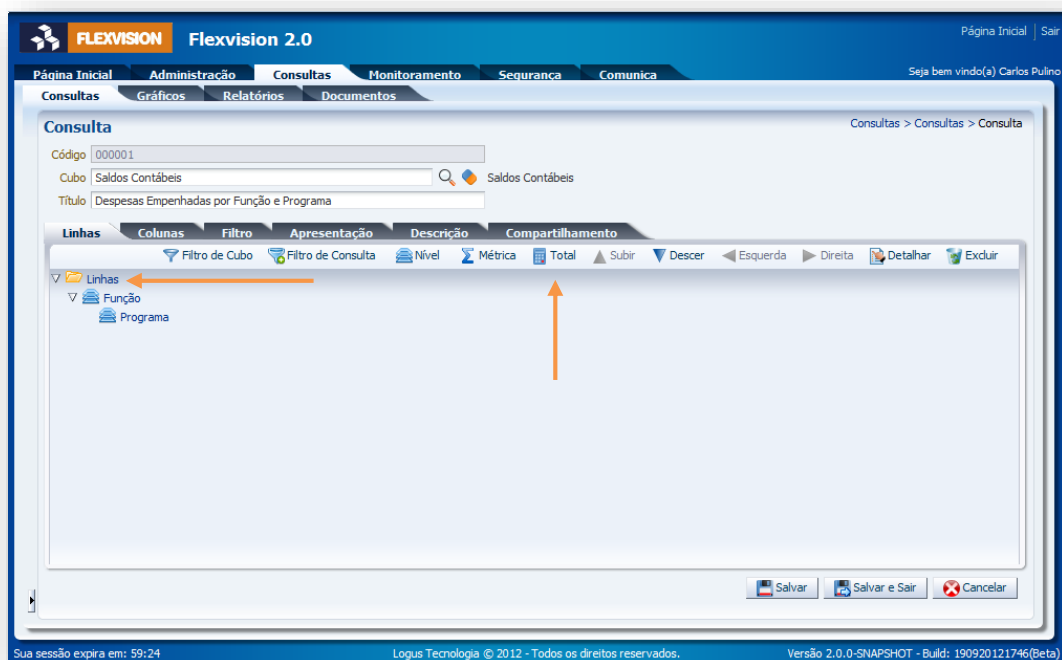 FLEXVISION Flexvision 2.0 Página Inicial Sair
Página Inicial Administração Consultas Monitoramento Segurança Comunica Seja bem vindo(a) Carlos Pulino
Consultas Gráficos Relatórios Documentos
Consulta Consultas > Consultas > Consulta
Código 000001
Cubo Saldos Contábeis Saldos Contábeis
Título Despesas Empenhadas por Função e Programa
Linhas Colunas Filtro Apresentação Descrição Compartilhamento
Filtro de Cubo Filtro de Consulta Nível Métrica Total Subir Descer Esquerda Direita Detalhar Excluir
Linhas
Função
Programa
Salvar Salvar e Sair Cancelar
Sua sessão expira em: 59:24 Logus Tecnologia © 2012 - Todos os direitos reservados. Versão 2.0.0-SNAPSHOT - Build: 190920121746(Beta)